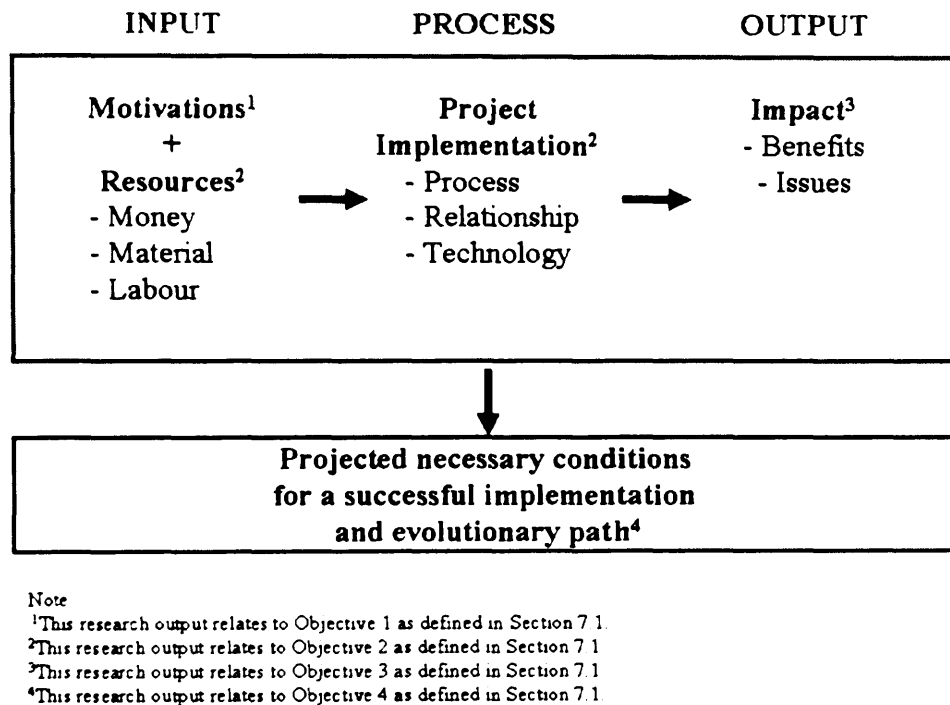 INPUT PROCESS OUTPUT
Motivations¹
+
Resources²
- Money
- Material
- Labour
Project
Implementation²
- Process
- Relationship
- Technology
Impact³
- Benefits
- Issues
Projected necessary conditions
for a successful implementation
and evolutionary path⁴
Note
¹This research output relates to Objective 1 as defined in Section 7.1.
²This research output relates to Objective 2 as defined in Section 7.1
³This research output relates to Objective 3 as defined in Section 7.1
⁴This research output relates to Objective 4 as defined in Section 7.1.